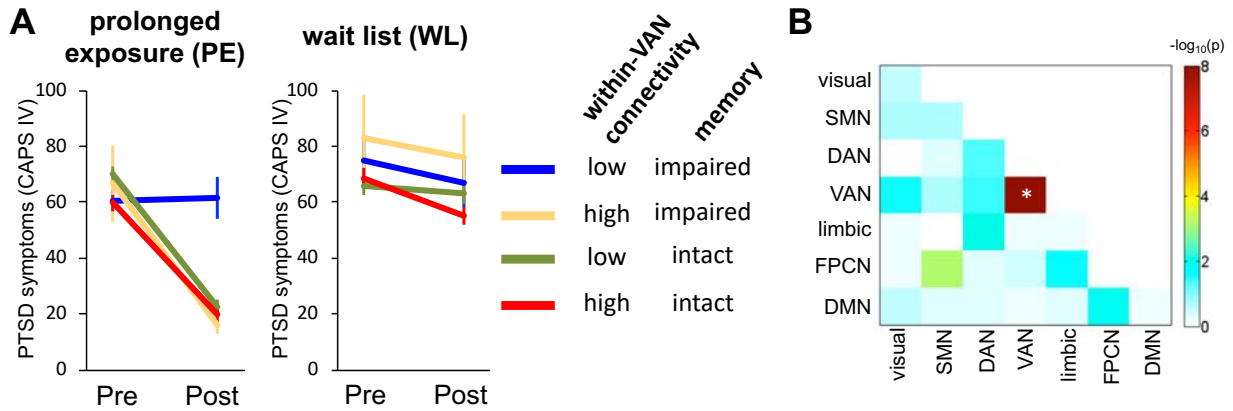 A
prolonged
exposure (PE)
PTSD symptoms (CAPS IV)
100
80
60
40
20
0
Pre
Post
wait list (WL)
PTSD symptoms (CAPS IV)
100
80
60
40
20
0
Pre
Post
within-VAN
connectivity
memory
low impaired
high impaired
low intact
high intact
B
-log10(p)
8
6
4
2
0
visual
SMN
DAN
VAN
limbic
FPCN
DMN
*
visual
SMN
DAN
VAN
limbic
FPCN
DMN